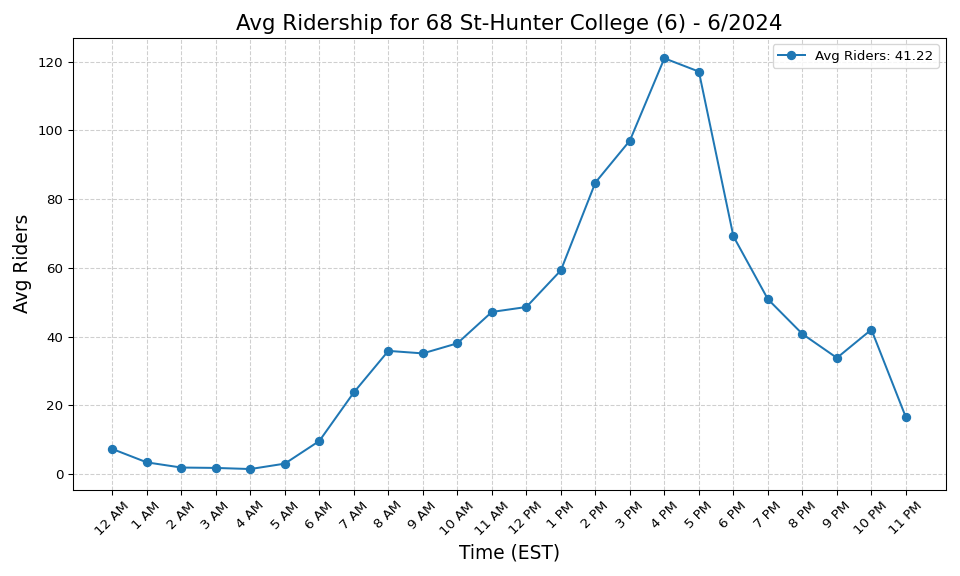 Avg Ridership for 68 St-Hunter College (6) - 6/2024
Avg Riders: 41.22
Avg Riders
120
100
80
60
40
20
0
12 AM
1 AM
2 AM
3 AM
4 AM
5 AM
6 AM
7 AM
8 AM
9 AM
10 AM
11 AM
12 PM
1 PM
2 PM
3 PM
4 PM
5 PM
6 PM
7 PM
8 PM
9 PM
10 PM
11 PM
Time (EST)